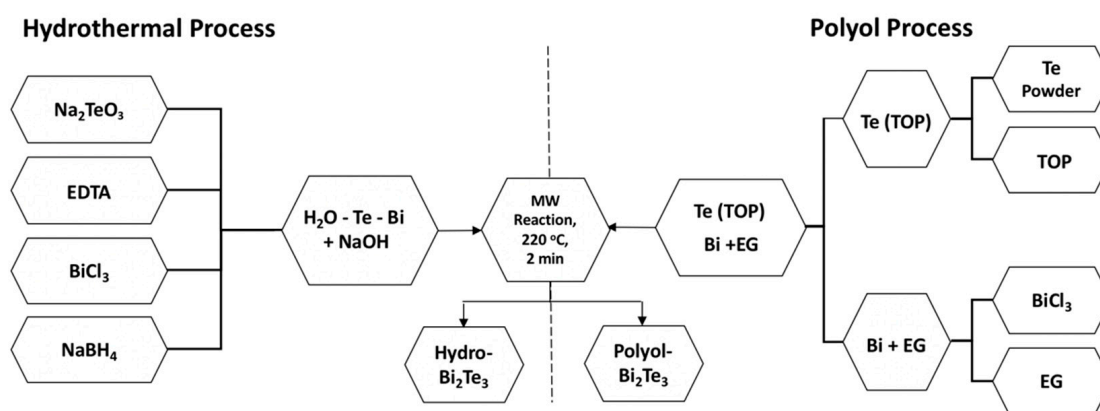 Hydrothermal Process
Polyol Process
Na₂TeO₃
EDTA
BiCl₃
NaBH₄
H₂O - Te - Bi
+ NaOH
MW
Reaction,
220 ᵒC,
2 min
Hydro-
Bi₂Te₃
Polyol-
Bi₂Te₃
Te (TOP)
Bi +EG
Te (TOP)
Te
Powder
TOP
Bi + EG
BiCl₃
EG